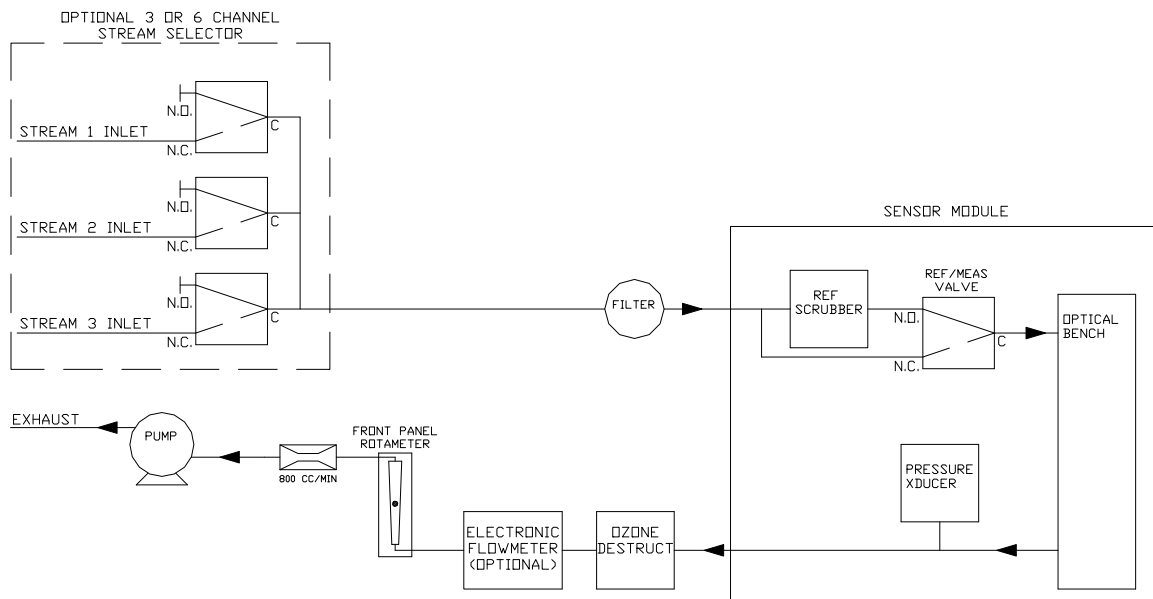 OPTIONAL 3 OR 6 CHANNEL
STREAM SELECTOR
N.O.
STREAM 1 INLET
C
N.C.
N.O.
STREAM 2 INLET
C
N.C.
N.O.
STREAM 3 INLET
C
N.C.
FILTER
SENSOR MODULE
REF
SCRUBBER
REF/MEAS
VALVE
N.O.
N.C.
C
OPTICAL
BENCH
EXHAUST
PUMP
800 CC/MIN
FRONT PANEL
ROTAMETER
ELECTRONIC
FLOWMETER
(OPTIONAL)
OZONE
DESTRUCT
PRESSURE
XDUCER